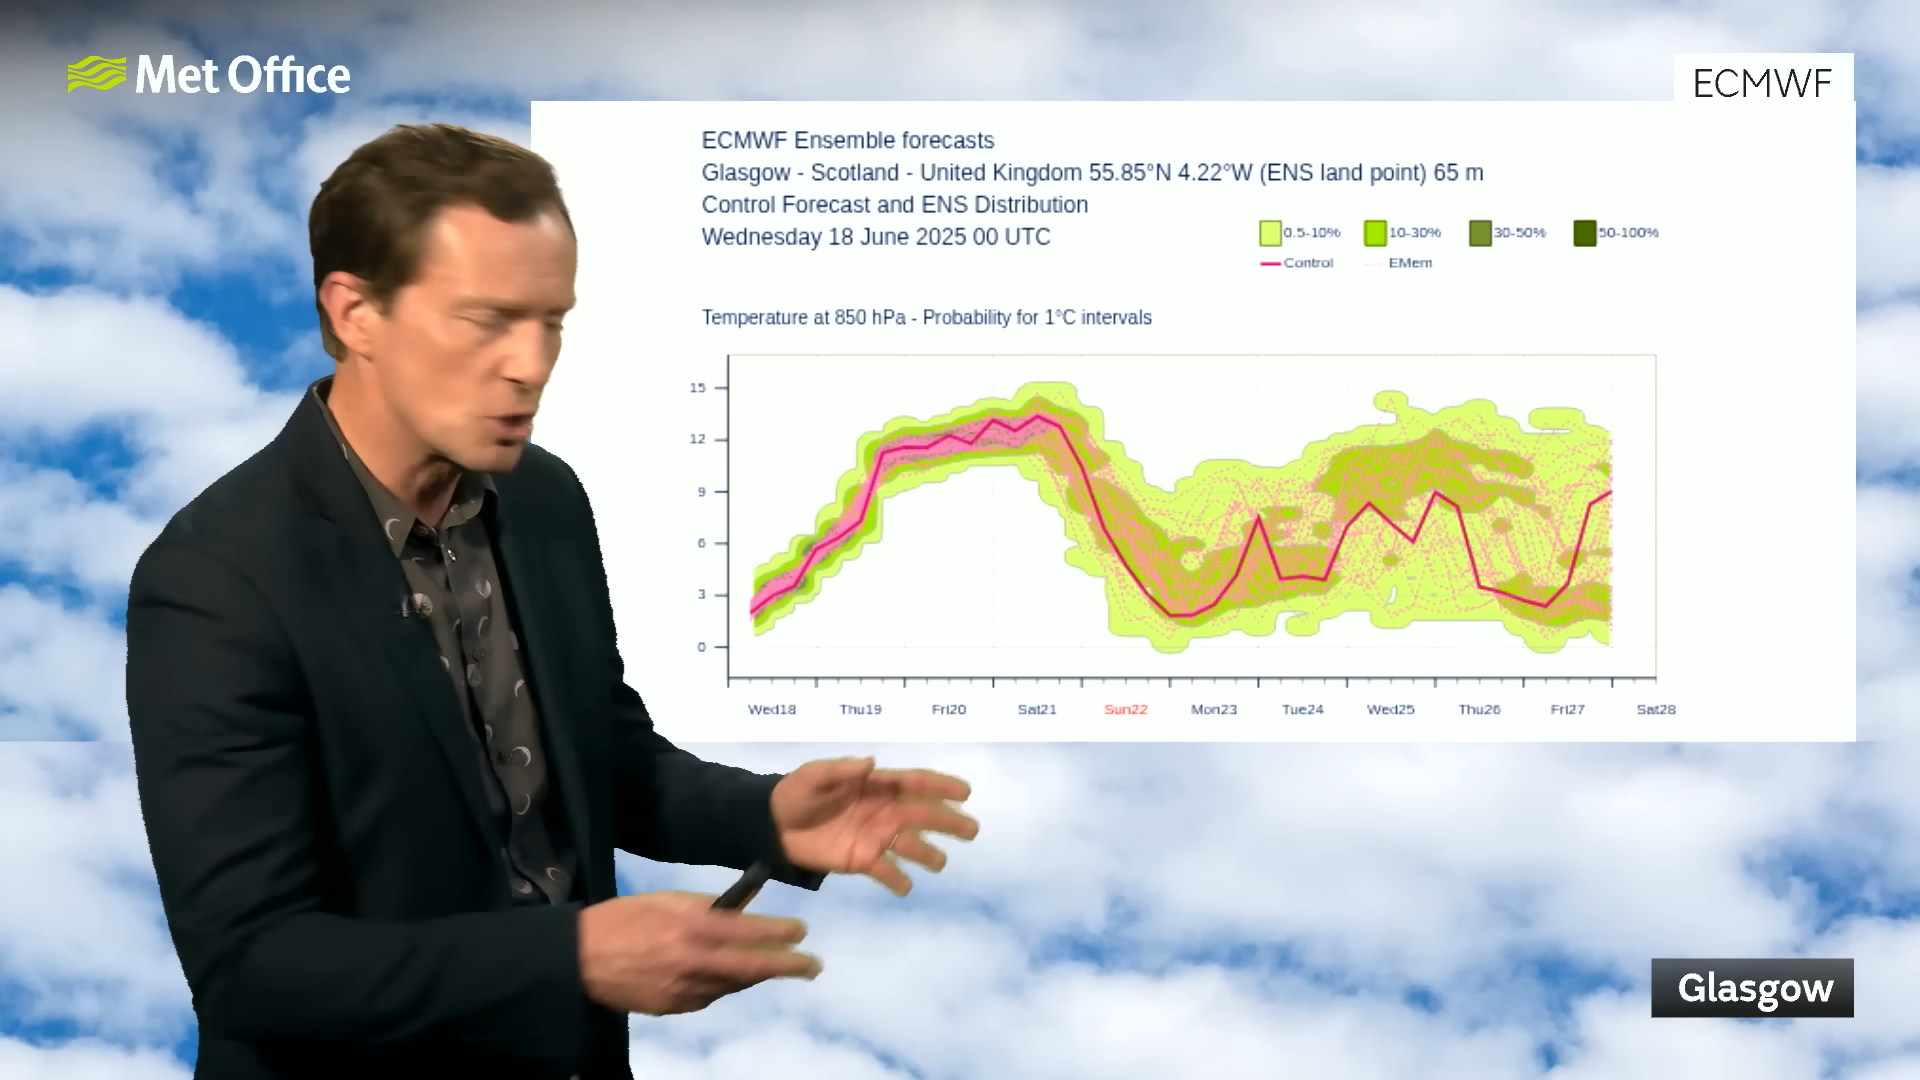 Met Office
ECMWF
ECMWF Ensemble forecasts
Glasgow - Scotland - United Kingdom 55.85°N 4.22°W (ENS land point) 65 m
Control Forecast and ENS Distribution
Wednesday 18 June 2025 00 UTC
0.5-10% 10-30% 30-50% 50-100%
Control EMem
Temperature at 850 hPa - Probability for 1°C intervals
15
12
9
6
3
0
Wed18 Thu19 Fri20 Sat21 Sun22 Mon23 Tue24 Wed25 Thu26 Fri27 Sat28
Glasgow